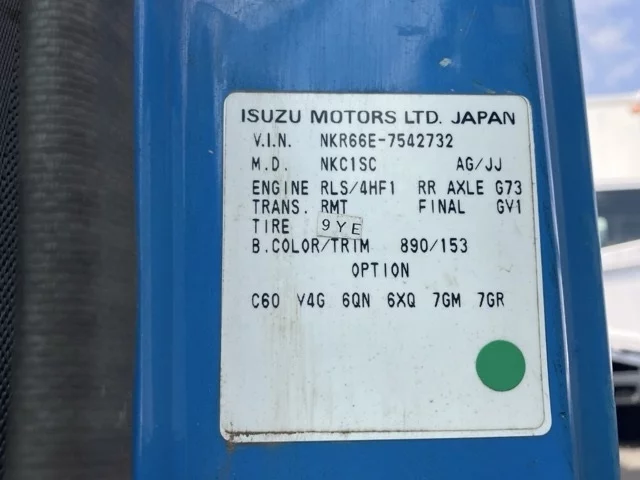 ISUZU MOTORS LTD. JAPAN
V.I.N. NKR66E-7542732
M.D. NKC1SC AG/JJ
ENGINE RLS/4HF1 RR AXLE G73
TRANS. RMT FINAL GV1
TIRE 9YE
B.COLOR/TRIM 890/153
OPTION
C60 V4G 6QN 6XQ 7GM 7GR